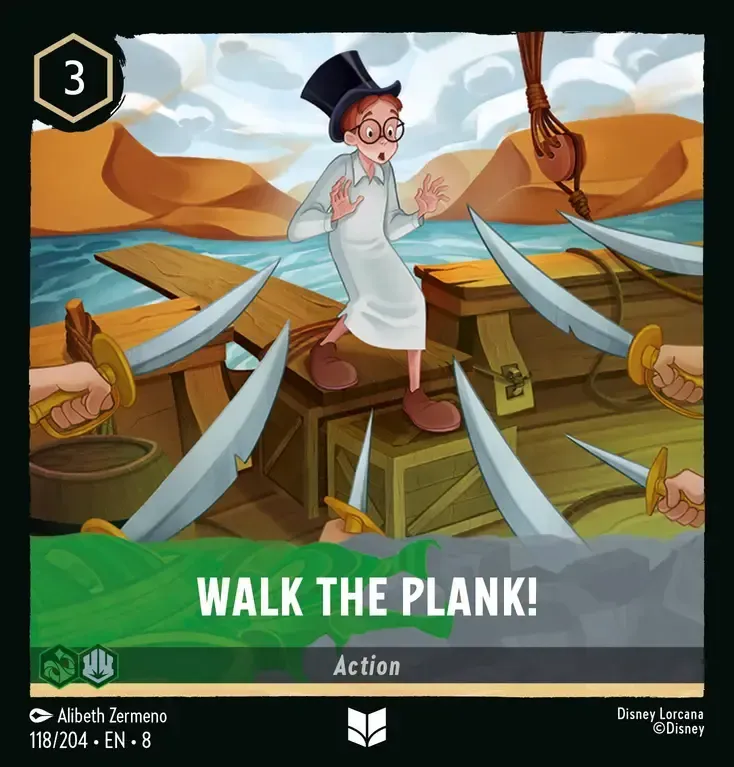 3
WALK THE PLANK!
Action
Alibeth Zermeno
Disney Lorcana
118/204 • EN • 8
©Disney